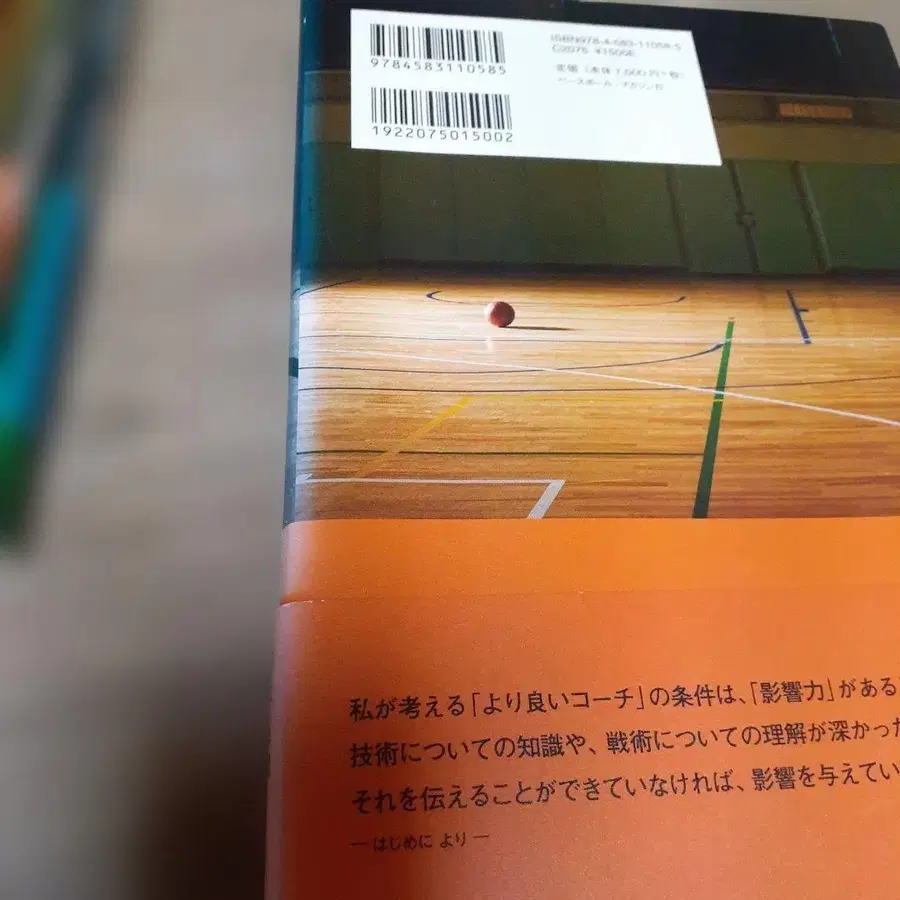 ISBN978-4-583-11058-5
C2075 ¥1500E
定価（本体1,500円＋税）
ベースボール・マガジン社
9784583110585
1922075015002
私が考える「より良いコーチ」の条件は、「影響力」がある
技術についての知識や、戦術についての理解が深かった
それを伝えることができていなければ、影響を与えてい
― はじめに より ―